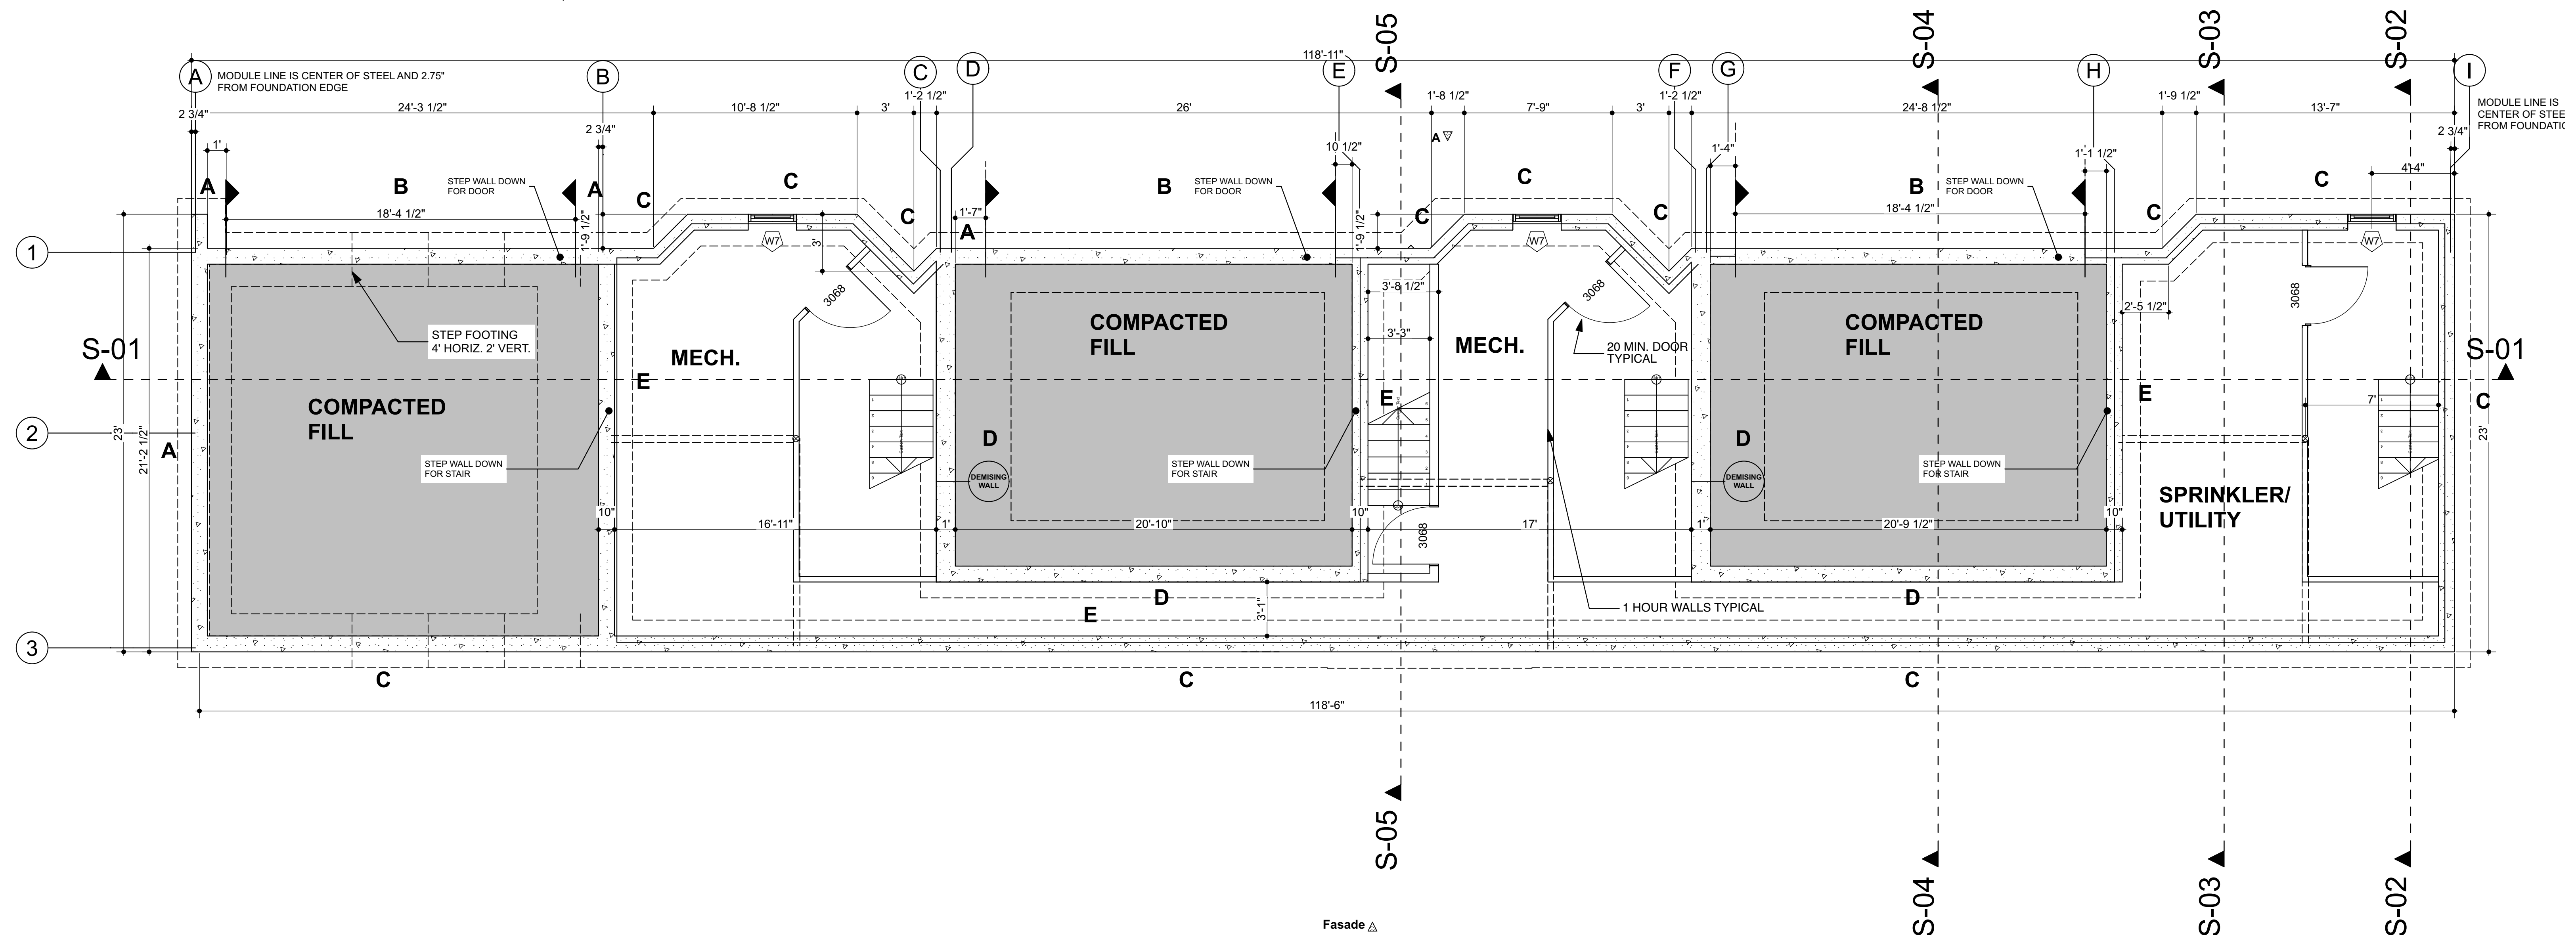 S-05
S-04
S-03
S-02
118'-11"
A
MODULE LINE IS CENTER OF STEEL AND 2.75"
FROM FOUNDATION EDGE
B
C
D
E
F
G
H
I
MODULE LINE IS
CENTER OF STEE
FROM FOUNDATIO
24'-3 1/2"
10'-8 1/2"
3'
1'-2 1/2"
26'
1'-8 1/2"
7'-9"
3'
1'-2 1/2"
24'-8 1/2"
1'-9 1/2"
13'-7"
2 3/4"
2 3/4"
2 3/4"
1'
10 1/2"
A
1'-4"
1'-1 1/2"
4'-4"
A
B
STEP WALL DOWN
FOR DOOR
A
C
C
C
B
STEP WALL DOWN
FOR DOOR
C
C
C
B
STEP WALL DOWN
FOR DOOR
C
C
18'-4 1/2"
1'-9 1/2"
3'
1'-7"
A
1'-9 1/2"
18'-4 1/2"
W7
W7
W7
1
3068
3'-8 1/2"
3068
2'-5 1/2"
3068
STEP FOOTING
4' HORIZ. 2' VERT.
COMPACTED
FILL
COMPACTED
FILL
3'-3"
20 MIN. DOOR
TYPICAL
MECH.
MECH.
S-01
S-01
E
E
E
7'
C
COMPACTED
FILL
2
23'
21'-2 1/2"
A
D
D
23'
STEP WALL DOWN
FOR STAIR
DEMISING
WALL
STEP WALL DOWN
FOR STAIR
DEMISING
WALL
STEP WALL DOWN
FOR STAIR
SPRINKLER/
UTILITY
10"
16'-11"
1'
20'-10"
10"
3068
17'
1'
20'-9 1/2"
10"
D
D
E
3'-1"
1 HOUR WALLS TYPICAL
3
C
C
C
118'-6"
S-05
S-04
S-03
S-02
Fasade